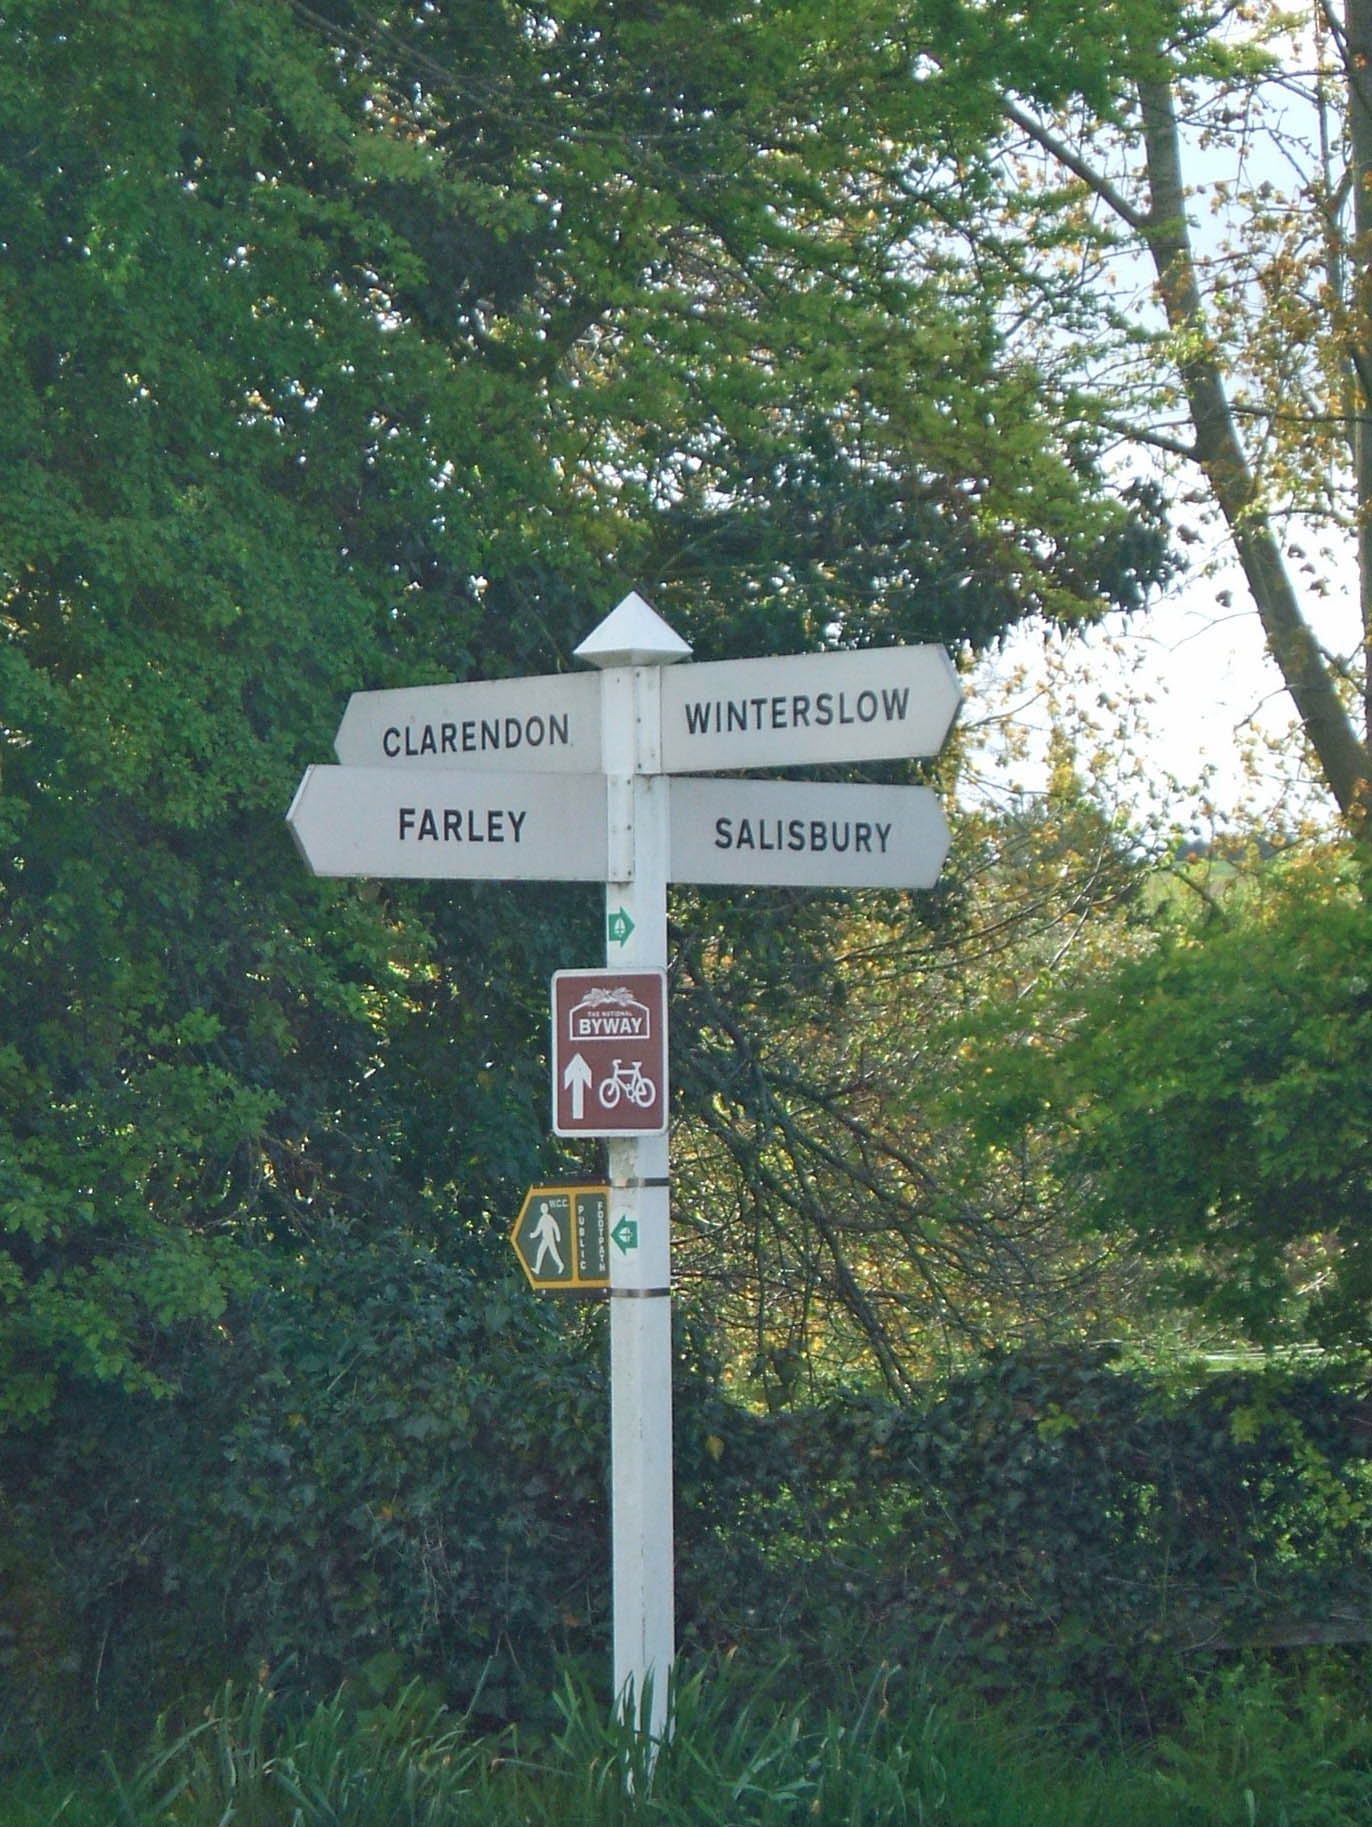 CLARENDON
WINTERSLOW
FARLEY
SALISBURY
THE NATIONAL
BYWAY
W.C.C.
PUBLIC
FOOTPATH